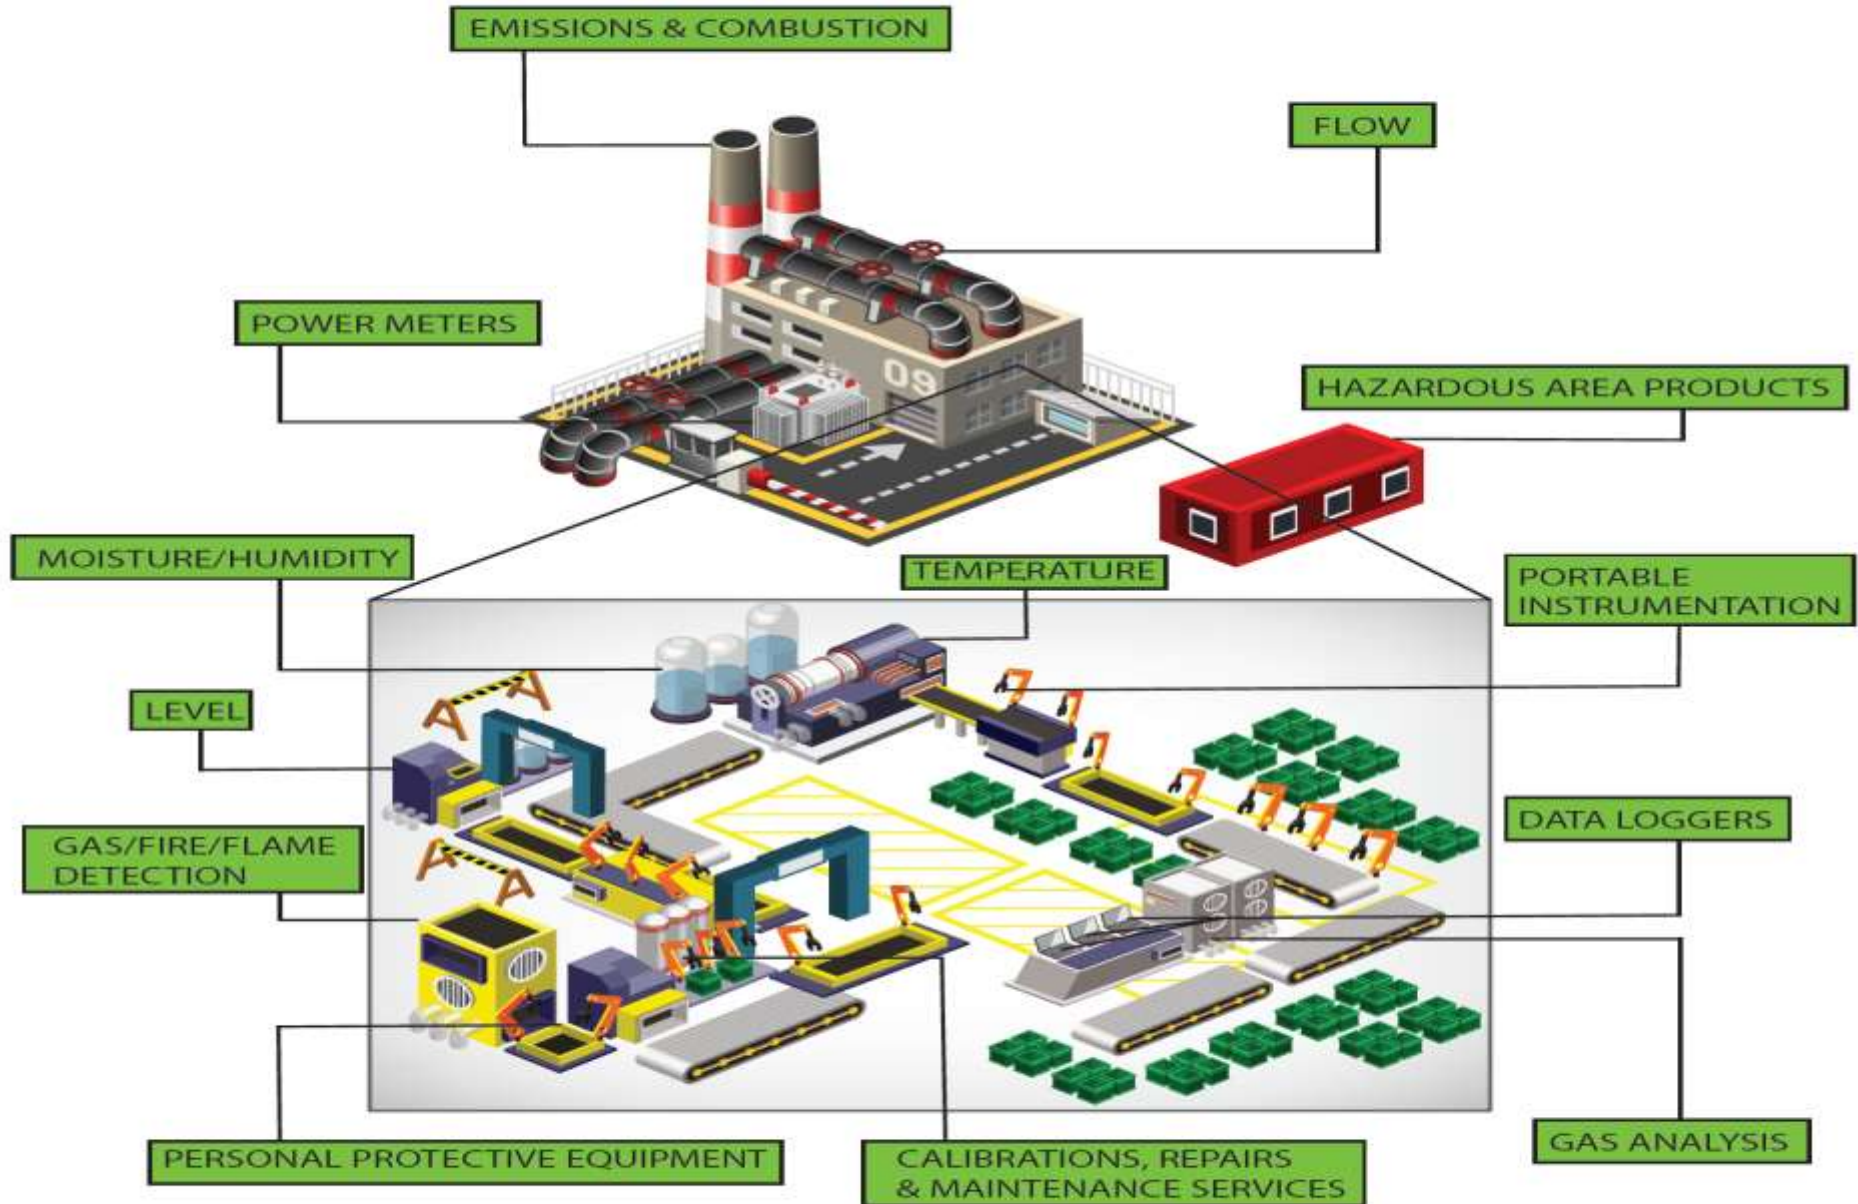 EMISSIONS & COMBUSTION
FLOW
POWER METERS
09
HAZARDOUS AREA PRODUCTS
MOISTURE/HUMIDITY
TEMPERATURE
PORTABLE
INSTRUMENTATION
LEVEL
DATA LOGGERS
GAS/FIRE/FLAME
DETECTION
GAS ANALYSIS
PERSONAL PROTECTIVE EQUIPMENT
CALIBRATIONS, REPAIRS
& MAINTENANCE SERVICES